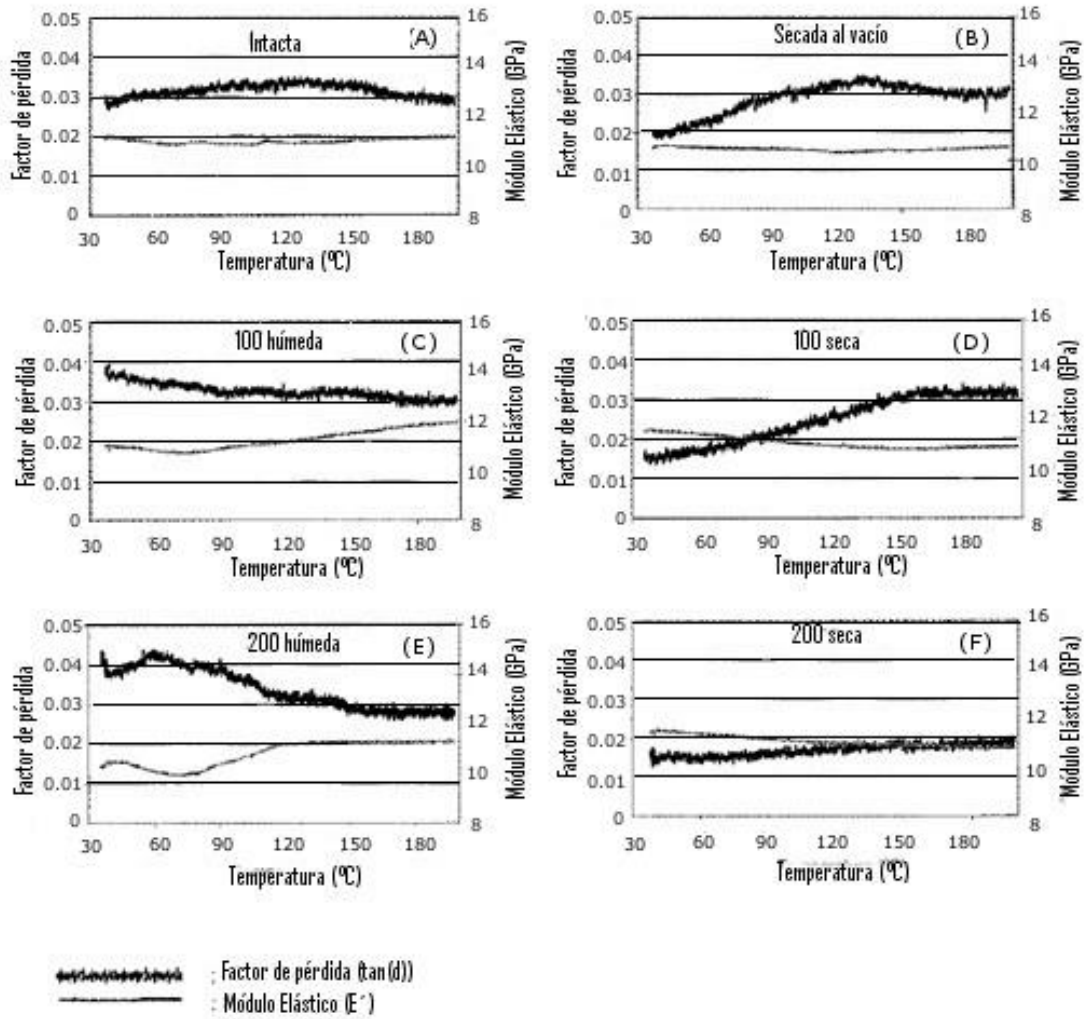 Intacta (A)
Factor de pérdida
0.05
0.04
0.03
0.02
0.01
0
16
14
12
10
8
Módulo Elástico (GPa)
30 60 90 120 150 180
Temperatura (ºC)
Secada al vacío (B)
Factor de pérdida
0.05
0.04
0.03
0.02
0.01
0
16
14
12
10
8
Módulo Elástico (GPa)
30 60 90 120 150 180
Temperatura (ºC)
100 húmeda (C)
Factor de pérdida
0.05
0.04
0.03
0.02
0.01
0
16
14
12
10
8
Módulo Elástico (GPa)
30 60 90 120 150 180
Temperatura (ºC)
100 seca (D)
Factor de pérdida
0.05
0.04
0.03
0.02
0.01
0
16
14
12
10
8
Módulo Elástico (GPa)
30 60 90 120 150 180
Temperatura (ºC)
200 húmeda (E)
Factor de pérdida
0.05
0.04
0.03
0.02
0.01
0
16
14
12
10
8
Módulo Elástico (GPa)
30 60 90 120 150 180
Temperatura (ºC)
200 seca (F)
Factor de pérdida
0.05
0.04
0.03
0.02
0.01
0
16
14
12
10
8
Módulo Elástico (GPa)
30 60 90 120 150 180
Temperatura (ºC)
: Factor de pérdida (tan(d))
: Módulo Elástico (E´)